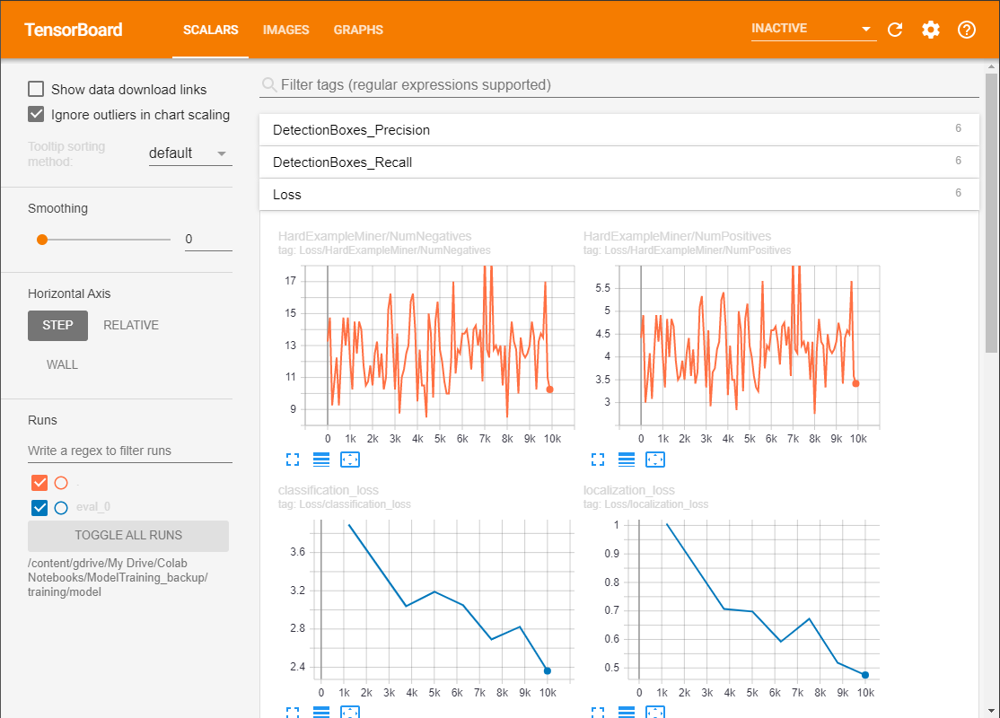 TensorBoard SCALARS IMAGES GRAPHS INACTIVE
Show data download links
Ignore outliers in chart scaling
Tooltip sorting
method:
default
Smoothing
0
Horizontal Axis
STEP RELATIVE
WALL
Runs
Write a regex to filter runs
.
eval_0
TOGGLE ALL RUNS
/content/gdrive/My Drive/Colab
Notebooks/ModelTraining_backup/
training/model
Filter tags (regular expressions supported)
DetectionBoxes_Precision 6
DetectionBoxes_Recall 6
Loss 6
HardExampleMiner/NumNegatives
tag: Loss/HardExampleMiner/NumNegatives
17
15
13
11
9
0 1k 2k 3k 4k 5k 6k 7k 8k 9k 10k
HardExampleMiner/NumPositives
tag: Loss/HardExampleMiner/NumPositives
5.5
5
4.5
4
3.5
3
0 1k 2k 3k 4k 5k 6k 7k 8k 9k 10k
classification_loss
tag: Loss/classification_loss
3.6
3.2
2.8
2.4
0 1k 2k 3k 4k 5k 6k 7k 8k 9k 10k
localization_loss
tag: Loss/localization_loss
1
0.9
0.8
0.7
0.6
0.5
0 1k 2k 3k 4k 5k 6k 7k 8k 9k 10k